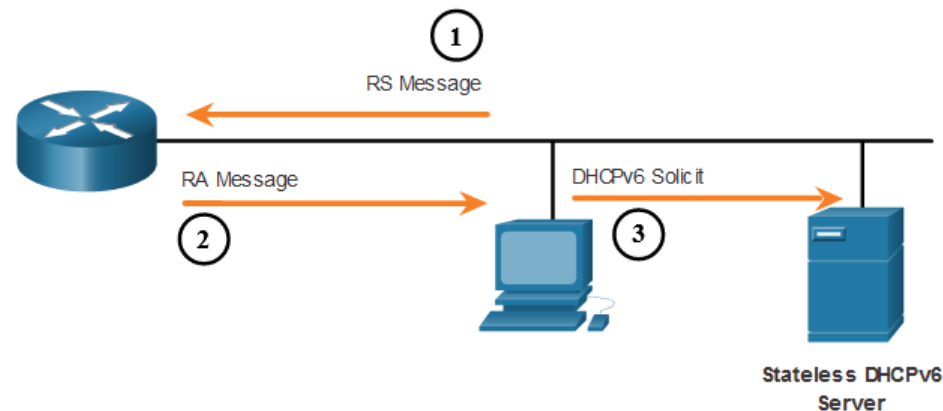 1
RS Message
RA Message
2
DHCPv6 Solicit
3
Stateless DHCPv6
Server